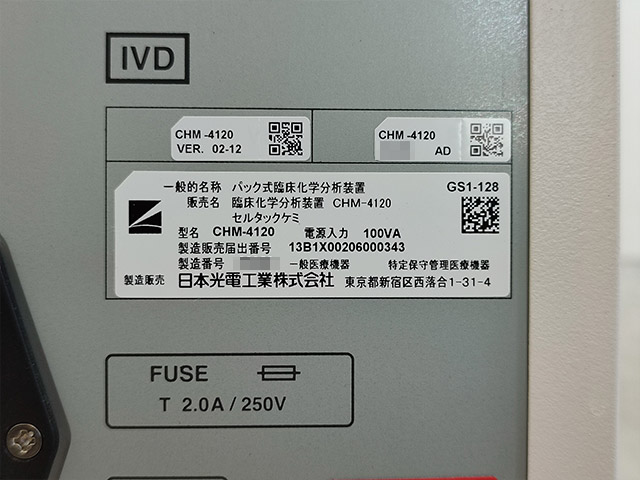 IVD
CHM-4120
VER. 02-12
CHM-4120
AD
一般的名称 パック式臨床化学分析装置 GS1-128
販売名 臨床化学分析装置 CHM-4120
セルタックケミ
型名 CHM-4120 電源入力 100VA
製造販売届出番号 13B1X00206000343
製造番号 一般医療機器 特定保守管理医療機器
製造販売 日本光電工業株式会社 東京都新宿区西落合1-31-4
FUSE
T 2.0A / 250V